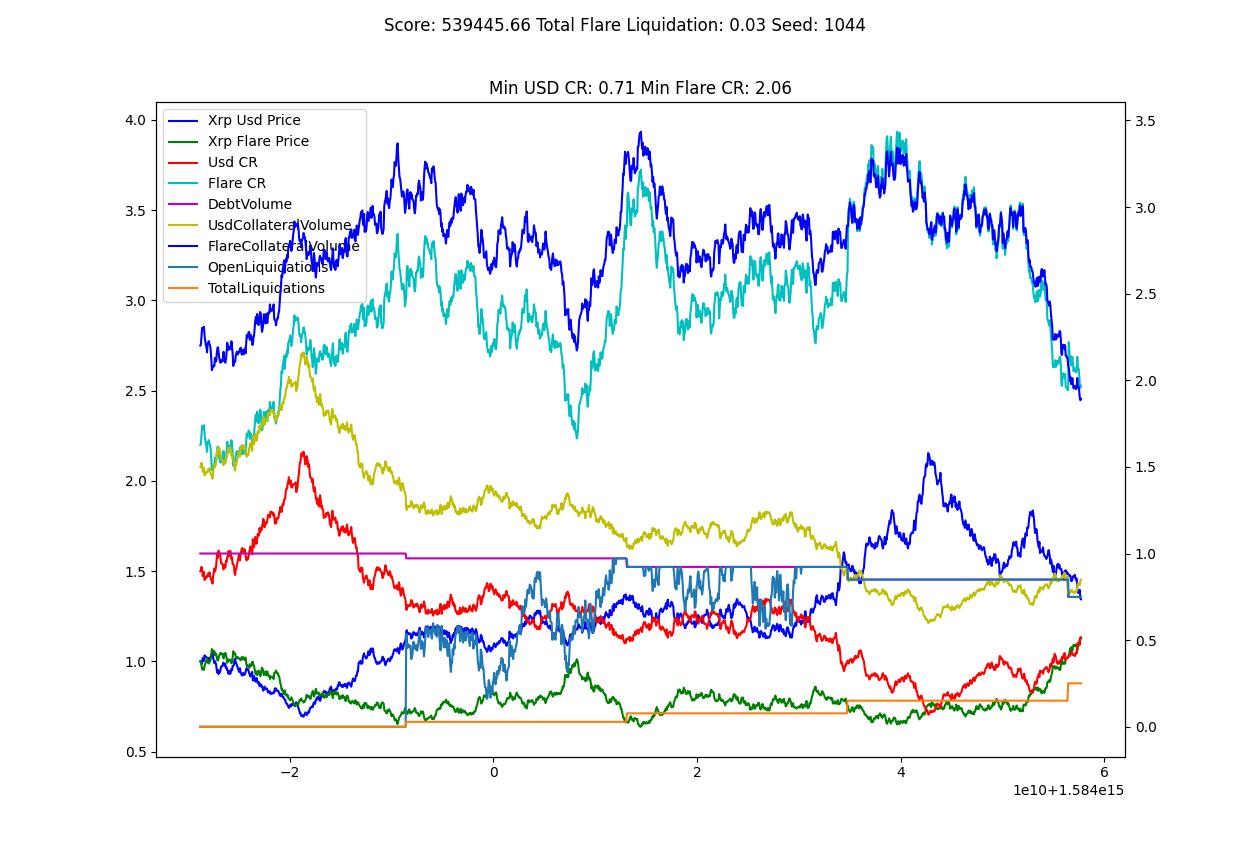 Score: 539445.66 Total Flare Liquidation: 0.03 Seed: 1044
Min USD CR: 0.71 Min Flare CR: 2.06
Xrp Usd Price
Xrp Flare Price
Usd CR
Flare CR
DebtVolume
UsdCollateralVolume
FlareCollateralVolume
OpenLiquidations
TotalLiquidations
4.0
3.5
3.0
2.5
2.0
1.5
1.0
0.5
3.5
3.0
2.5
2.0
1.5
1.0
0.5
0.0
−2 0 2 4 6
1e10+1.584e15